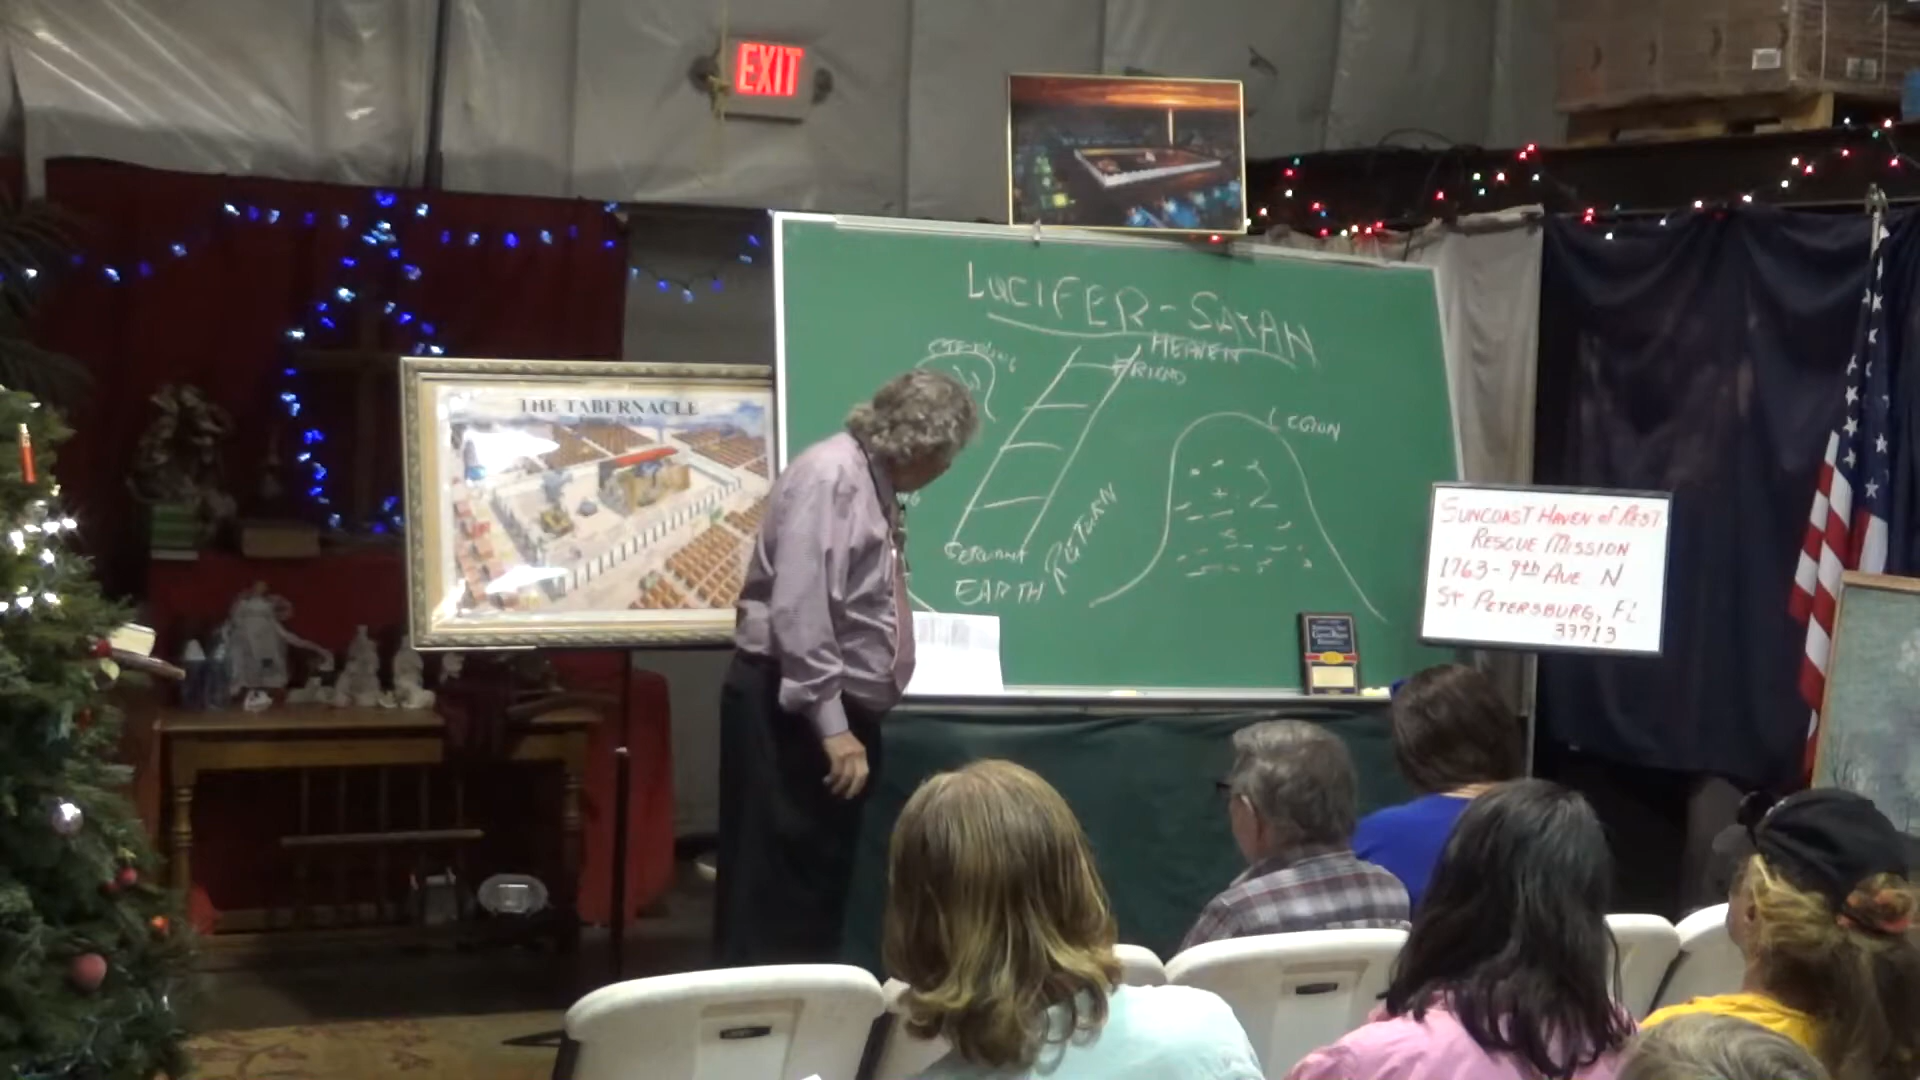 EXIT
LUCIFER-SATAN
HEAVEN
FRIEND
LEGION
RETURN
SERVANT
EARTH
THE TABERNACLE
SUNCOAST HAVEN of REST
RESCUE MISSION
1763-9th AVE N
St PETERSBURG, FL
33713